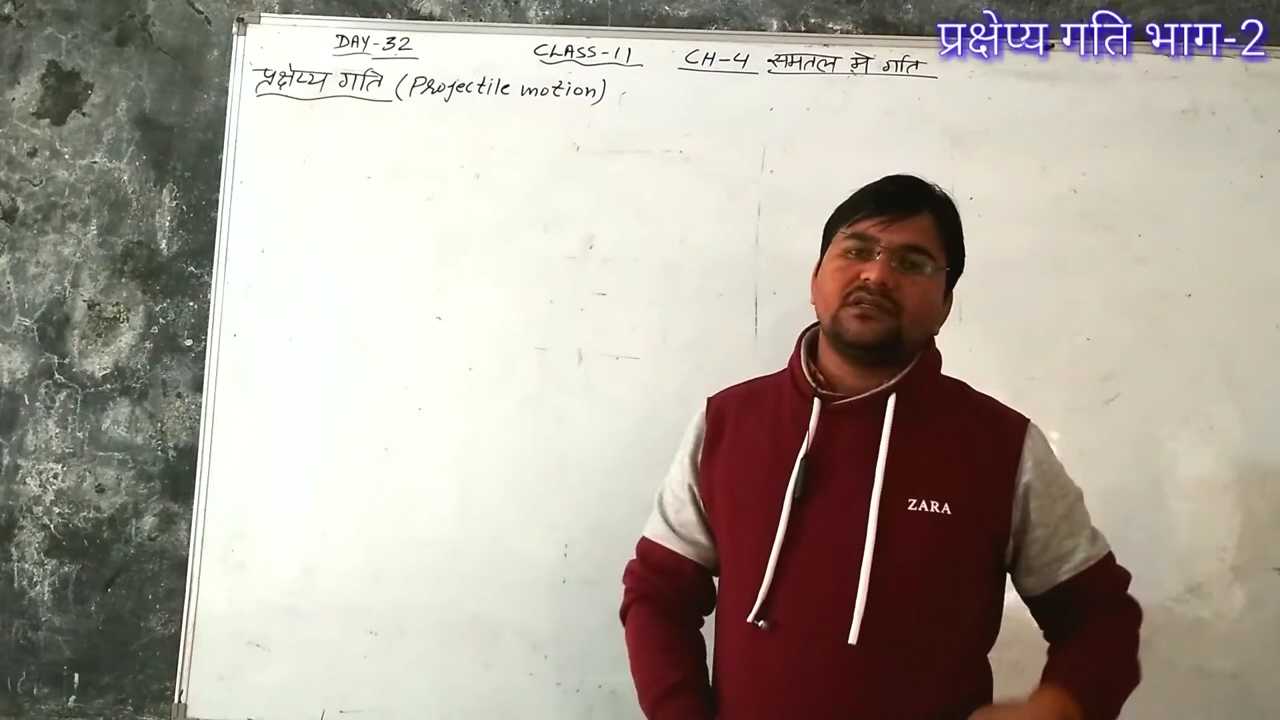 प्रक्षेप्य गति भाग-2
DAY-32 CLASS-11 CH-4 समतल मे गति
प्रक्षेप्य गति (Projectile motion)
ZARA